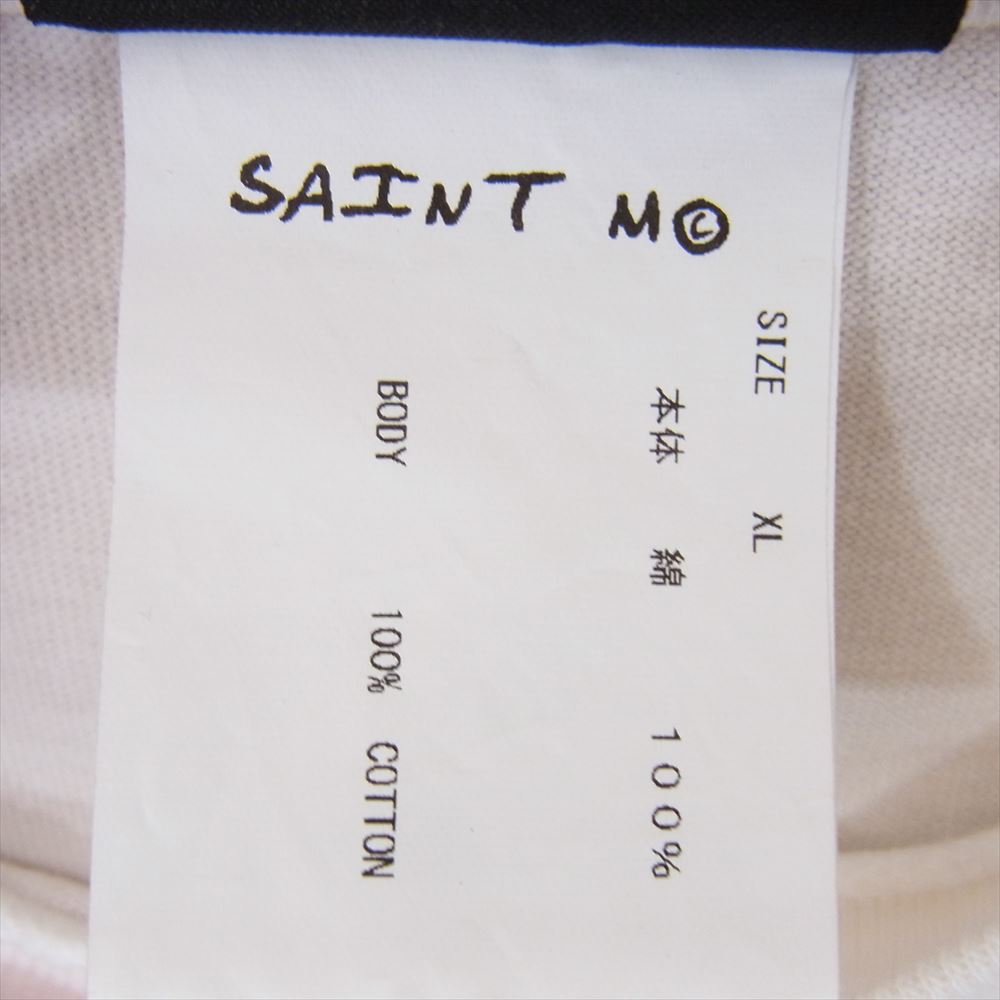 SAINT M©
SIZE XL
本体 綿 １００％
BODY 100% COTTON